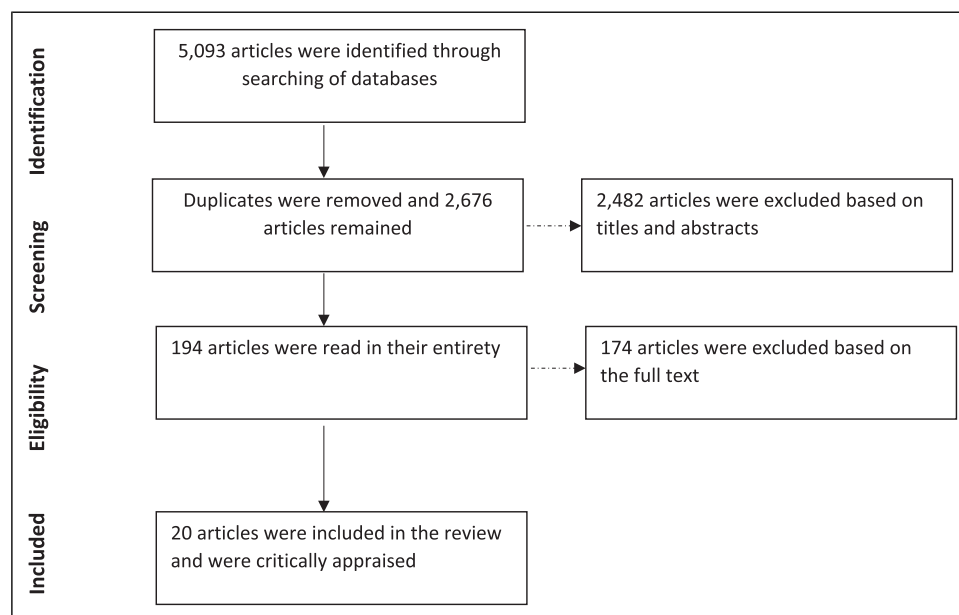 Identification
5,093 articles were identified through
searching of databases
Screening
Duplicates were removed and 2,676
articles remained
2,482 articles were excluded based on
titles and abstracts
Eligibility
194 articles were read in their entirety
174 articles were excluded based on
the full text
Included
20 articles were included in the review
and were critically appraised